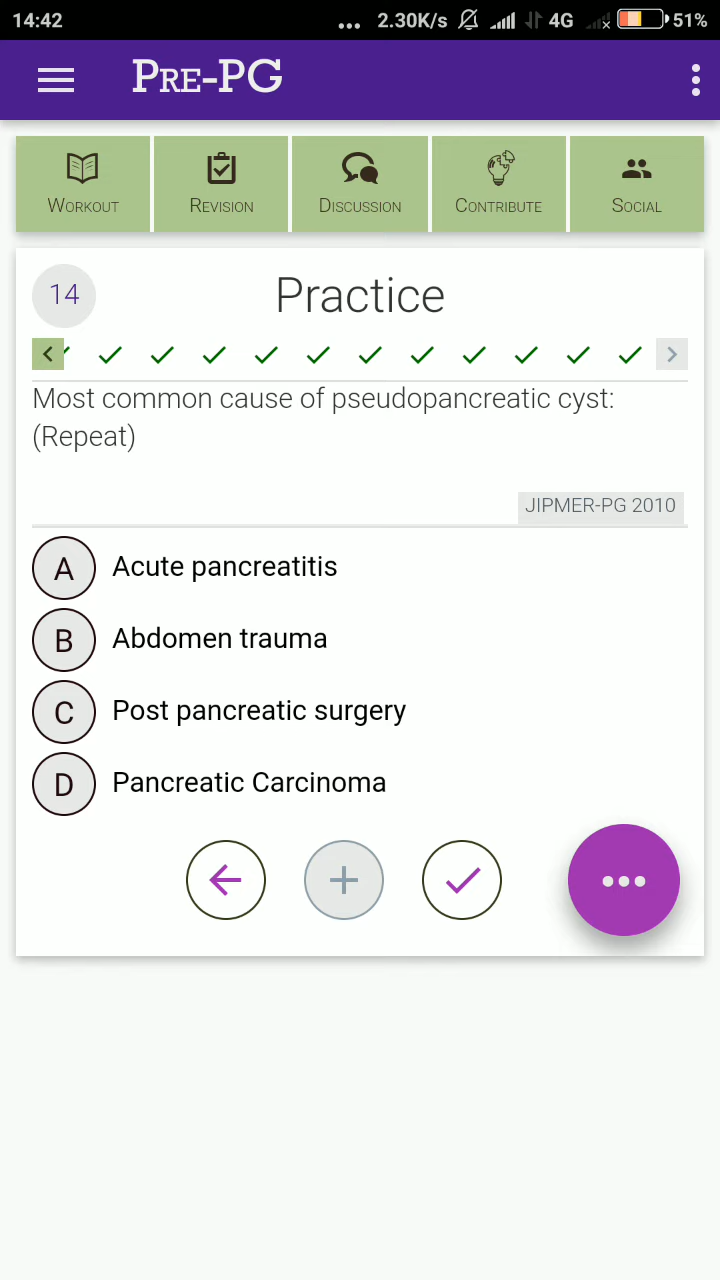 14:42 ... 2.30K/s 4G 51%
PRE-PG
WORKOUT REVISION DISCUSSION CONTRIBUTE SOCIAL
14 Practice
Most common cause of pseudopancreatic cyst:
(Repeat)
JIPMER-PG 2010
A Acute pancreatitis
B Abdomen trauma
C Post pancreatic surgery
D Pancreatic Carcinoma